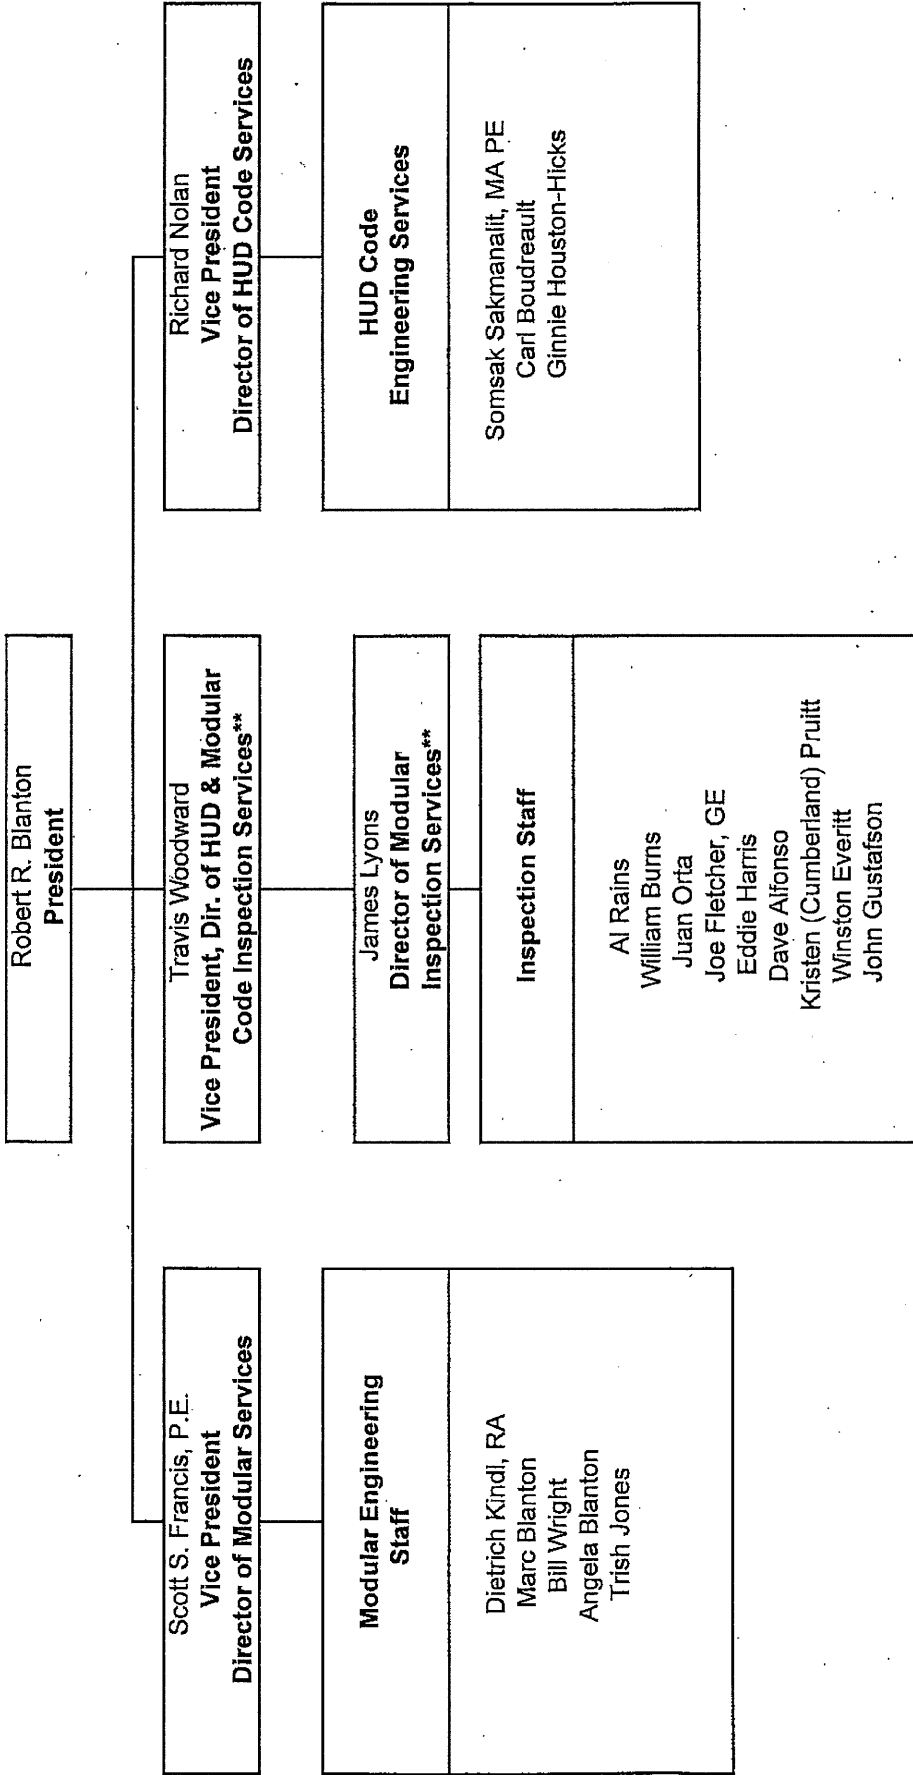 Robert R. Blanton
President
Scott S. Francis, P.E.
Vice President
Director of Modular Services
Travis Woodward
Vice President, Dir. of HUD & Modular
Code Inspection Services**
Richard Nolan
Vice President
Director of HUD Code Services
Modular Engineering
Staff
Dietrich Kindl, RA
Marc Blanton
Bill Wright
Angela Blanton
Trish Jones
James Lyons
Director of Modular
Inspection Services**
Inspection Staff
Al Rains
William Burns
Juan Orta
Joe Fletcher, GE
Eddie Harris
Dave Alfonso
Kristen (Cumberland) Pruitt
Winston Everitt
John Gustafson
HUD Code
Engineering Services
Somsak Sakmanalit, MA PE
Carl Boudreault
Ginnie Houston-Hicks